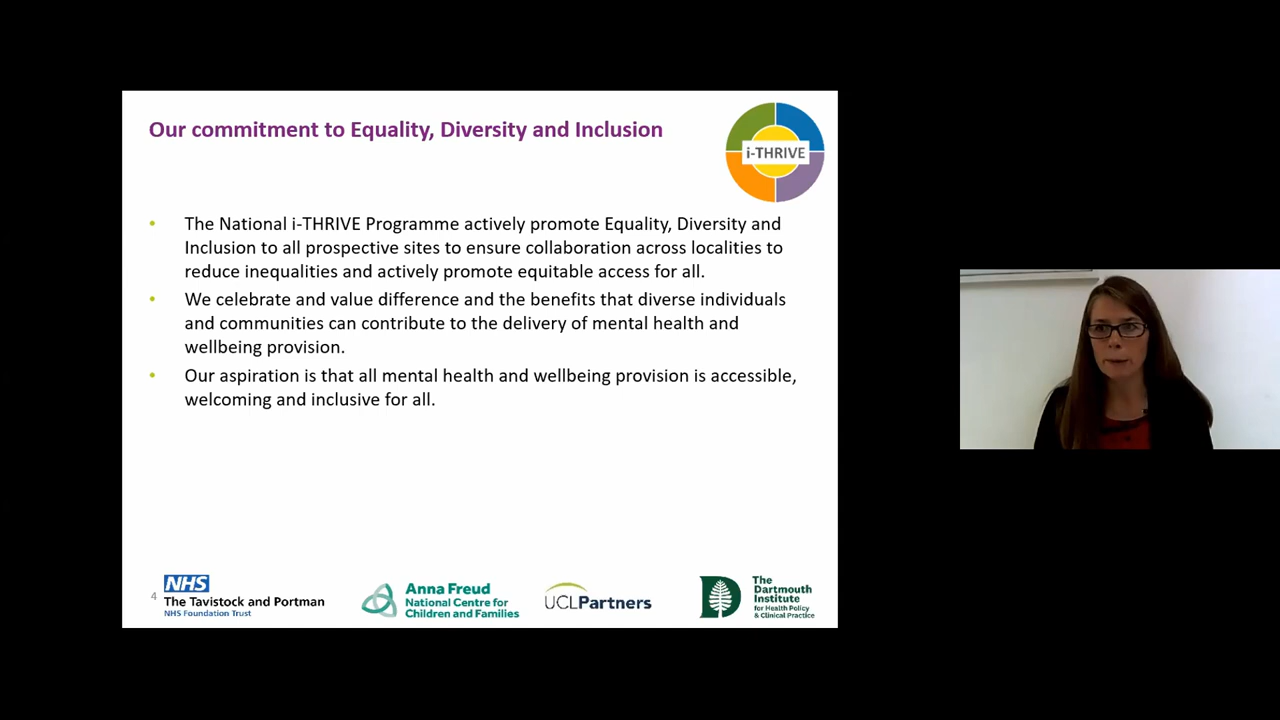 Our commitment to Equality, Diversity and Inclusion
i-THRIVE
• The National i-THRIVE Programme actively promote Equality, Diversity and
Inclusion to all prospective sites to ensure collaboration across localities to
reduce inequalities and actively promote equitable access for all.
• We celebrate and value difference and the benefits that diverse individuals
and communities can contribute to the delivery of mental health and
wellbeing provision.
• Our aspiration is that all mental health and wellbeing provision is accessible,
welcoming and inclusive for all.
4
NHS
The Tavistock and Portman
NHS Foundation Trust
Anna Freud
National Centre for
Children and Families
UCLPartners
The
Dartmouth
Institute
for Health Policy
& Clinical Practice